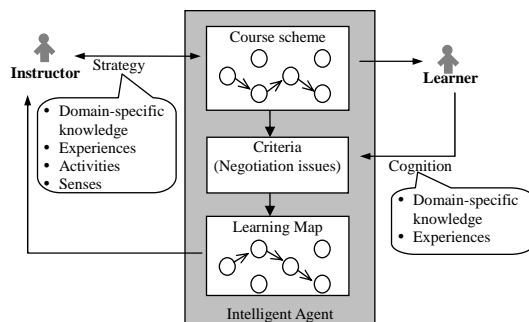 Course scheme
Instructor
Strategy
Learner
• Domain-specific
knowledge
• Experiences
• Activities
• Senses
Criteria
(Negotiation issues)
Cognition
• Domain-specific
knowledge
• Experiences
Learning Map
Intelligent Agent